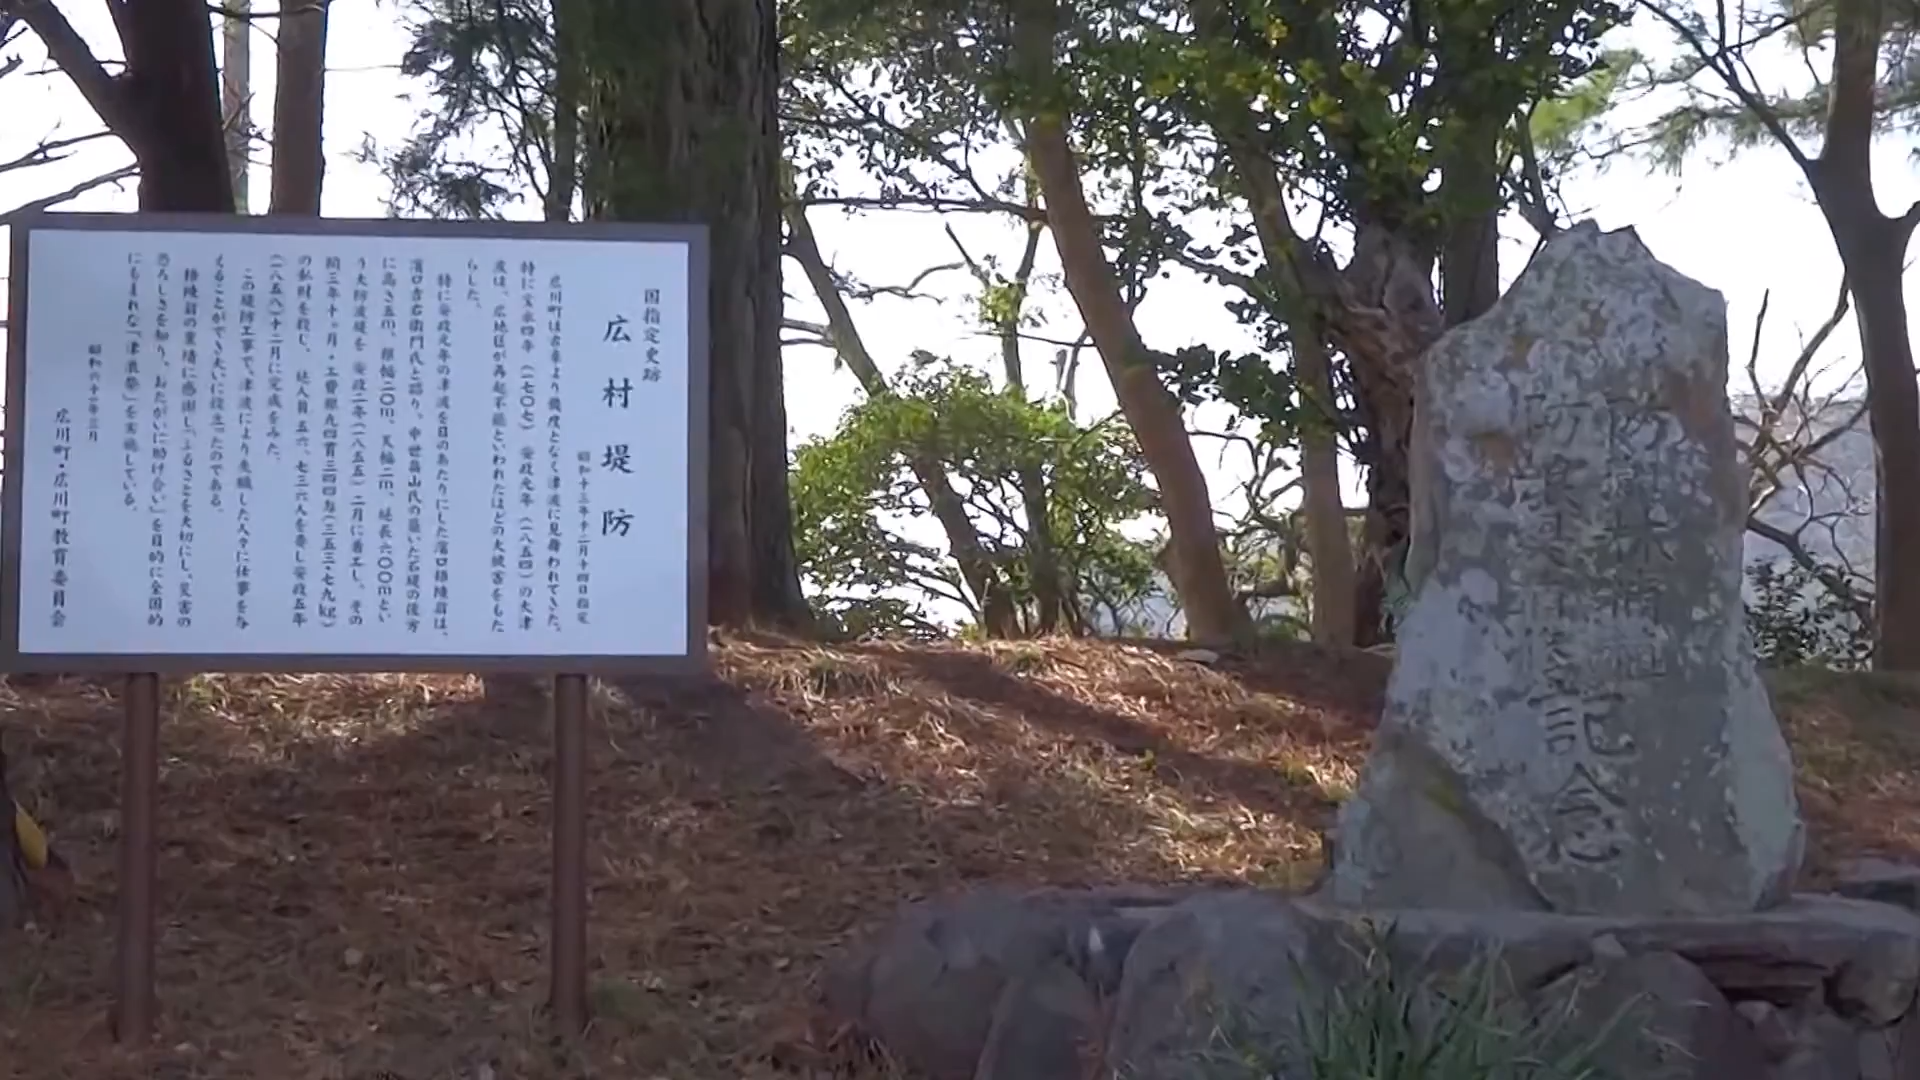 国指定史跡
広村堤防
昭和十三年十二月十四日指定
広川町は古来より幾度となく津波に見舞われてきた。
特に宝永四年(一七〇七)安政元年(一八五四)の大津
波は、広地区が再起不能といわれたほどの大被害をもた
らした。
特に安政元年の津波を目のあたりにした濱口梧陵翁は、
濱口吉右衛門氏と諮り、中世畠山氏の築いた石堤の後方
に高さ五m、根幅二〇m、天幅二m、延長六〇〇mとい
う大防波堤を安政二年(一八五五)二月に着工し、その
間三年十ヶ月・工費銀九四貫三四四匁(三五三・七九kg)
の私財を投じ、延人員五六、七三六人を要し安政五年
(一八五八)十二月に完成をみた。
この堤防工事で、津波により失職した人々に仕事を与
えることができ大いに役立ったのである。
梧陵翁の業績に感謝し「ふるさとを大切にし、災害の
恐ろしさを知り、おたがいに助け合い」を目的に全国的
にもまれな「津浪祭」を実施している。
昭和六十二年三月
広川町・広川町教育委員会
防
防
記念